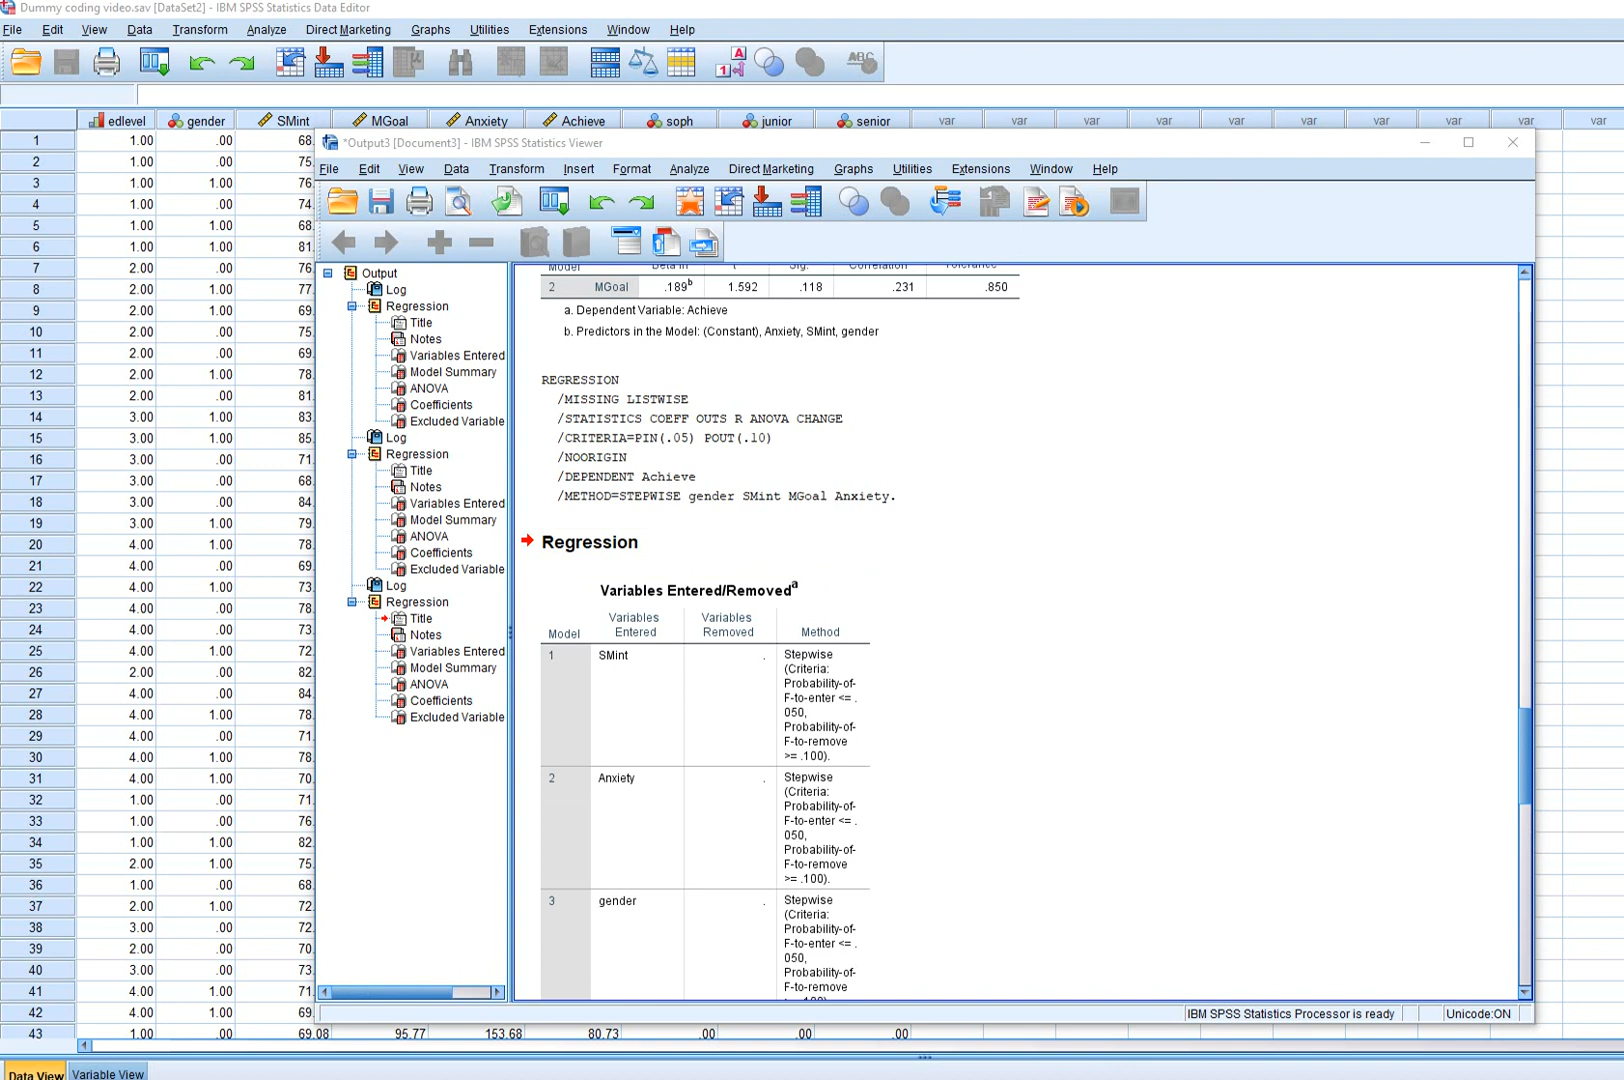 Dummy coding video.sav [DataSet2] - IBM SPSS Statistics Data Editor
File Edit View Data Transform Analyze Direct Marketing Graphs Utilities Extensions Window Help
edlevel gender SMint MGoal Anxiety Achieve soph junior senior var var var var var var var var var var
*Output3 [Document3] - IBM SPSS Statistics Viewer
File Edit View Data Transform Insert Format Analyze Direct Marketing Graphs Utilities Extensions Window Help
Output
Log
Regression
Title
Notes
Variables Entered
Model Summary
ANOVA
Coefficients
Excluded Variable
Log
Regression
Title
Notes
Variables Entered
Model Summary
ANOVA
Coefficients
Excluded Variable
Log
Regression
Title
Notes
Variables Entered
Model Summary
ANOVA
Coefficients
Excluded Variable
Model Beta In t Sig. Correlation Tolerance
2 MGoal .189b 1.592 .118 .231 .850
a. Dependent Variable: Achieve
b. Predictors in the Model: (Constant), Anxiety, SMint, gender
REGRESSION
/MISSING LISTWISE
/STATISTICS COEFF OUTS R ANOVA CHANGE
/CRITERIA=PIN(.05) POUT(.10)
/NOORIGIN
/DEPENDENT Achieve
/METHOD=STEPWISE gender SMint MGoal Anxiety.
Regression
Variables Entered/Removeda
Model Variables Entered Variables Removed Method
1 SMint . Stepwise
(Criteria:
Probability-of-
F-to-enter <= .
050,
Probability-of-
F-to-remove
>= .100).
2 Anxiety . Stepwise
(Criteria:
Probability-of-
F-to-enter <= .
050,
Probability-of-
F-to-remove
>= .100).
3 gender . Stepwise
(Criteria:
Probability-of-
F-to-enter <= .
050,
Probability-of-
F-to-remove
IBM SPSS Statistics Processor is ready Unicode:ON
1 1.00 .00 68.
2 1.00 .00 75.
3 1.00 1.00 76.
4 1.00 .00 74.
5 1.00 1.00 68.
6 1.00 1.00 81.
7 2.00 .00 76.
8 2.00 1.00 77.
9 2.00 1.00 69.
10 2.00 .00 75.
11 2.00 .00 69.
12 2.00 1.00 78.
13 2.00 .00 81.
14 3.00 1.00 83.
15 3.00 1.00 85.
16 3.00 .00 71.
17 3.00 .00 68.
18 3.00 .00 84.
19 3.00 1.00 79.
20 4.00 1.00 78.
21 4.00 .00 69.
22 4.00 1.00 73.
23 4.00 .00 78.
24 4.00 .00 73.
25 4.00 1.00 72.
26 2.00 .00 82.
27 4.00 .00 84.
28 4.00 1.00 78.
29 4.00 .00 71.
30 4.00 1.00 78.
31 4.00 1.00 70.
32 1.00 .00 71.
33 1.00 .00 76.
34 1.00 1.00 82.
35 2.00 1.00 75.
36 1.00 .00 68.
37 2.00 1.00 72.
38 3.00 .00 72.
39 2.00 .00 70.
40 3.00 .00 73.
41 4.00 1.00 71.
42 4.00 1.00 69.
43 1.00 .00 69.08 95.77 153.68 80.73 .00 .00 .00
Data View Variable View